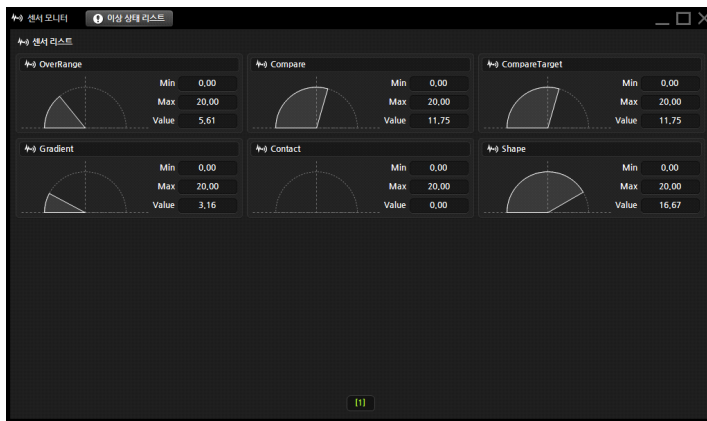 센서 모니터 이상 상태 리스트
센서 리스트
OverRange
Min 0,00
Max 20,00
Value 5,61
Compare
Min 0,00
Max 20,00
Value 11,75
CompareTarget
Min 0,00
Max 20,00
Value 11,75
Gradient
Min 0,00
Max 20,00
Value 3,16
Contact
Min 0,00
Max 20,00
Value 0,00
Shape
Min 0,00
Max 20,00
Value 16,67
[1]